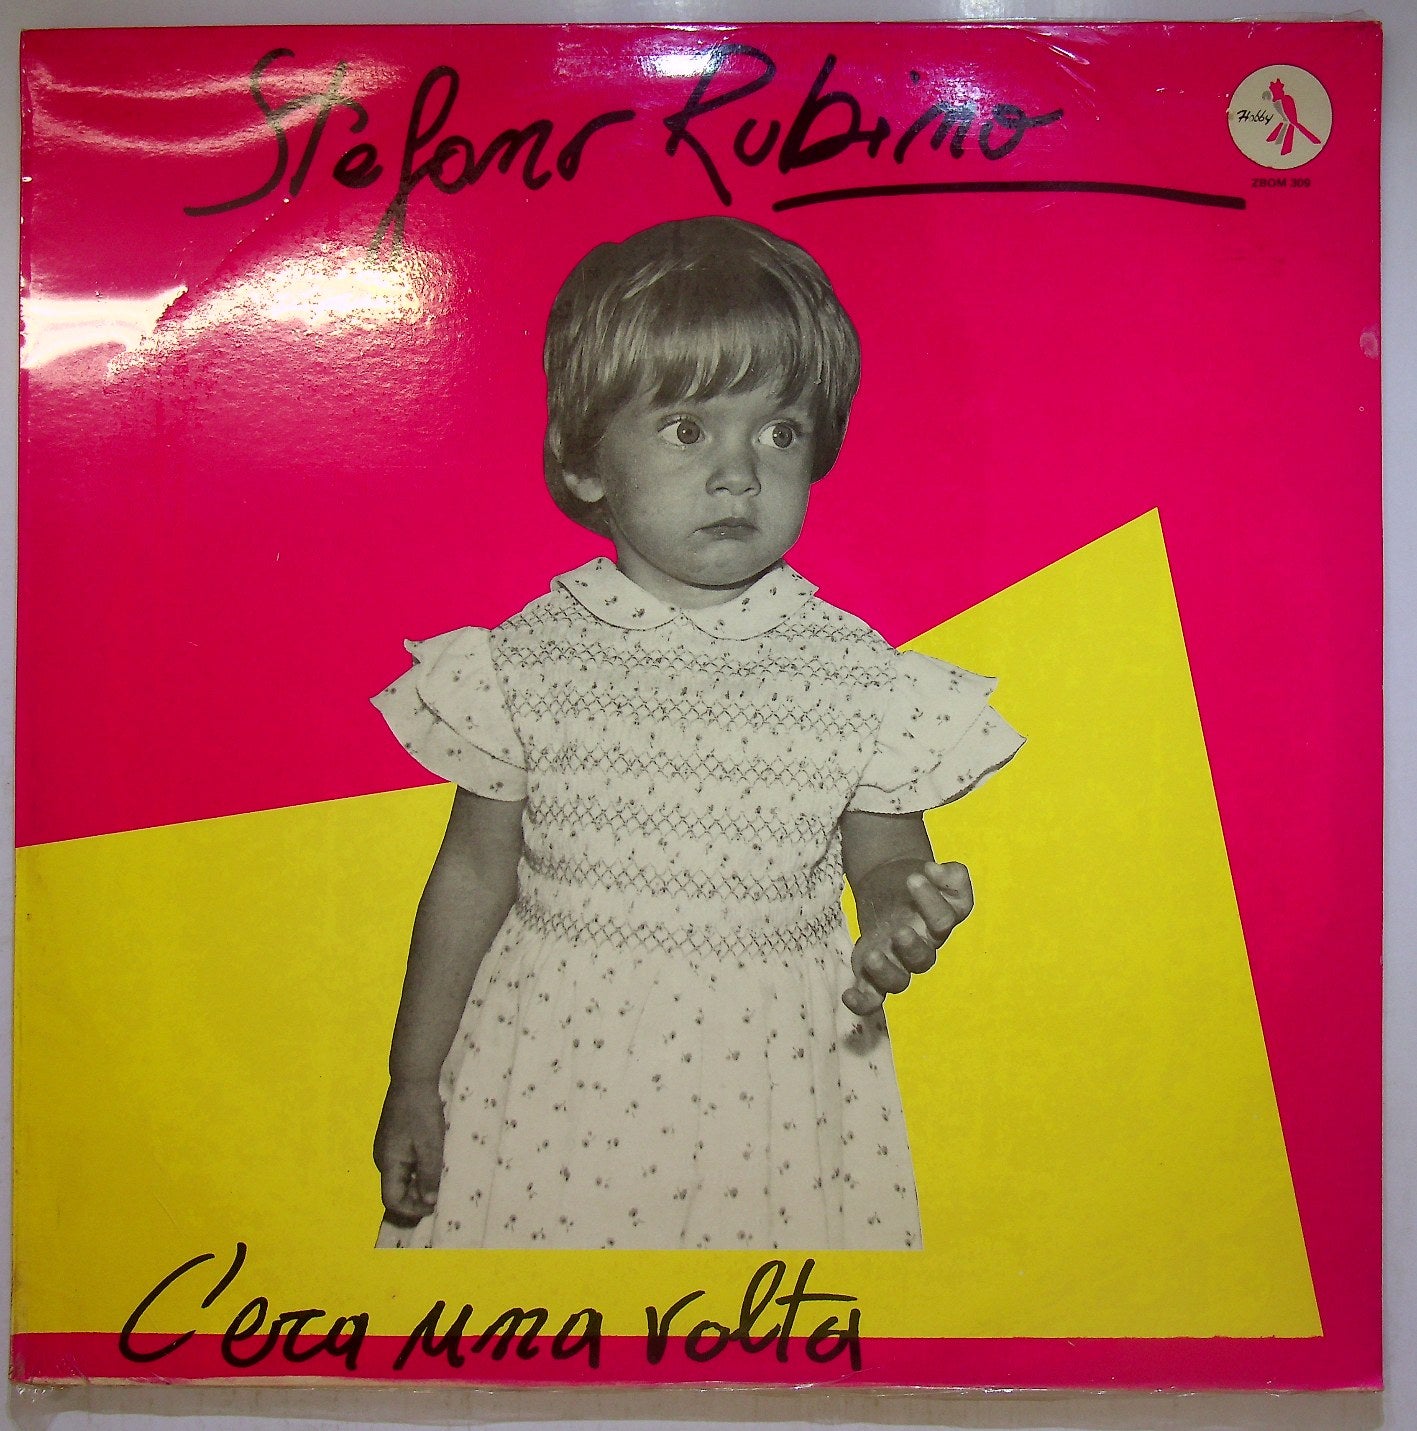 Stefano Rubino
Hobby
ZBOM 309
C'era una volta